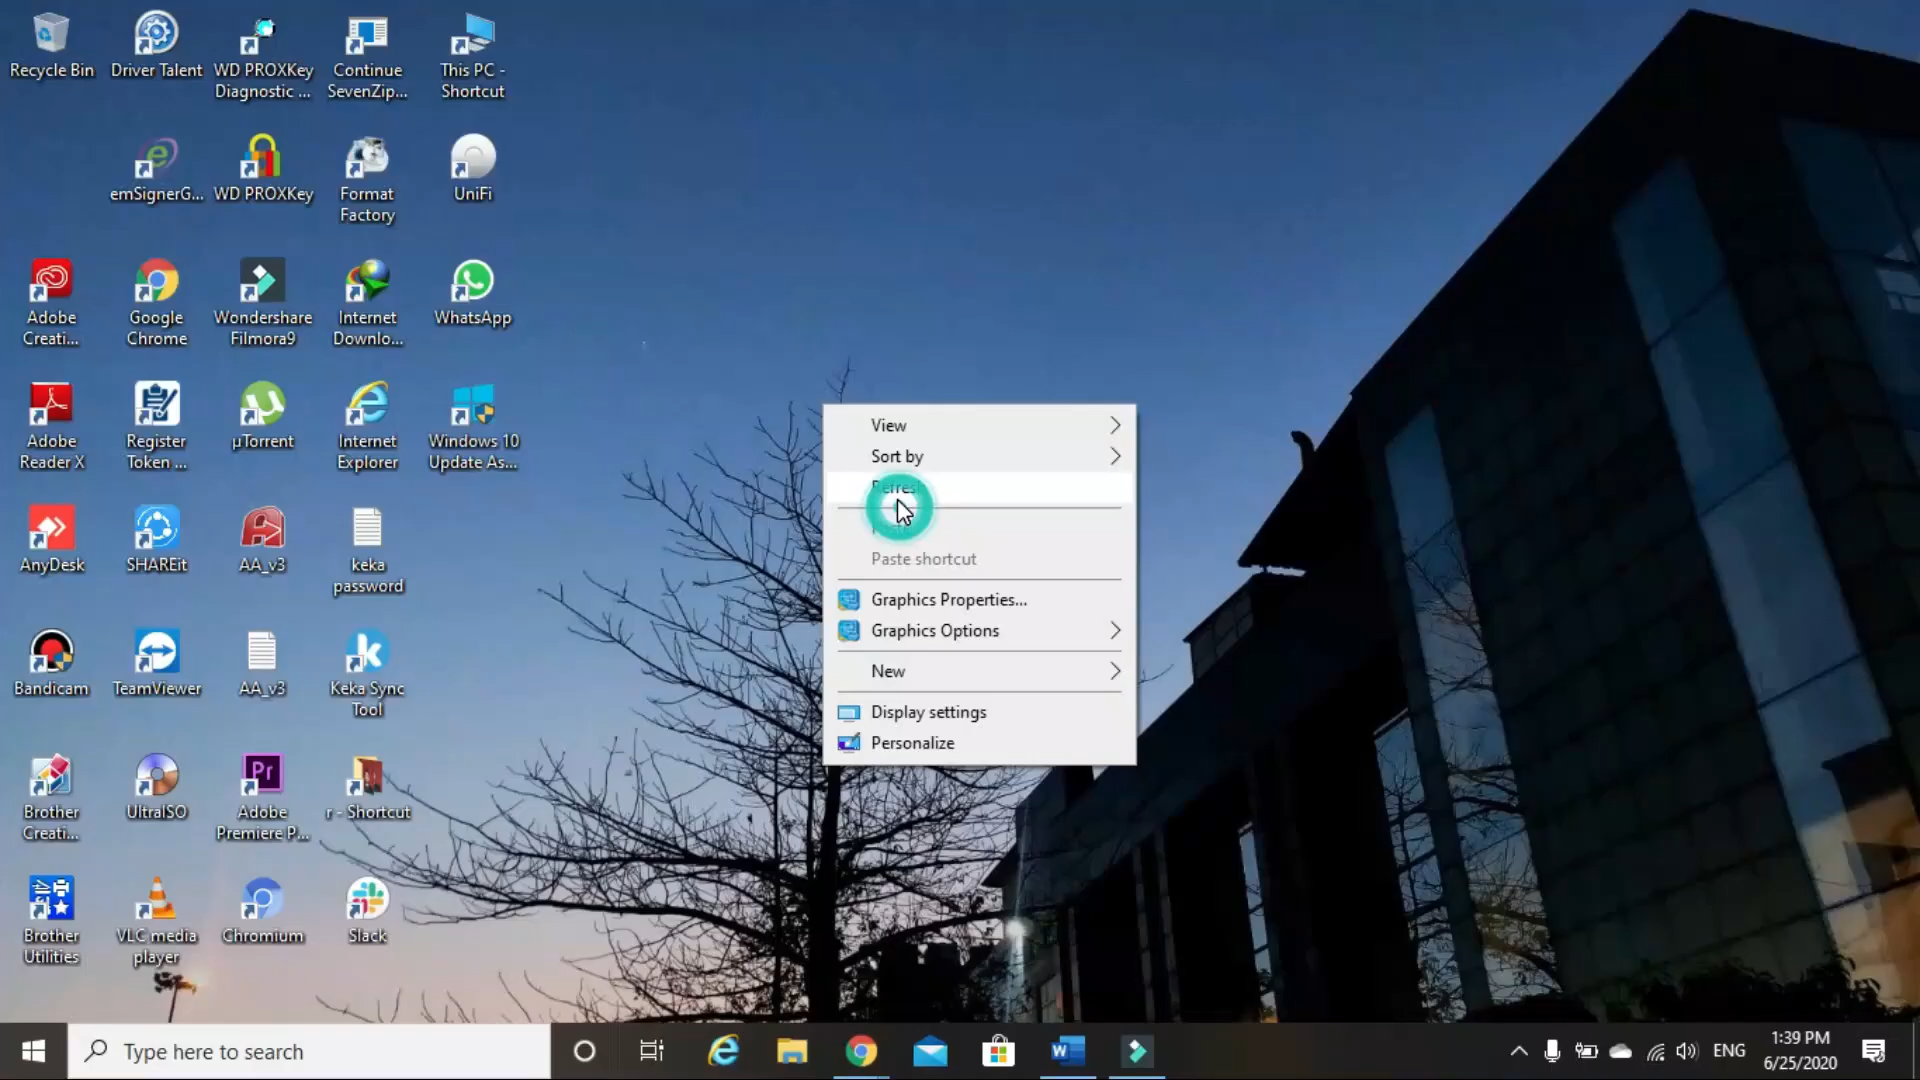 Recycle Bin
Driver Talent
WD PROXKey
Diagnostic ...
Continue
SevenZip...
This PC -
Shortcut
emSignerG...
WD PROXKey
Format
Factory
UniFi
Adobe
Creati...
Google
Chrome
Wondershare
Filmora9
Internet
Downlo...
WhatsApp
Adobe
Reader X
Register
Token ...
µTorrent
Internet
Explorer
Windows 10
Update As...
AnyDesk
SHAREit
AA_v3
keka
password
Bandicam
TeamViewer
AA_v3
Keka Sync
Tool
Brother
Creati...
UltraISO
Adobe
Premiere P...
r - Shortcut
Brother
Utilities
VLC media
player
Chromium
Slack
View
Sort by
Refresh
Paste shortcut
Graphics Properties...
Graphics Options
New
Display settings
Personalize
Type here to search
ENG
1:39 PM
6/25/2020